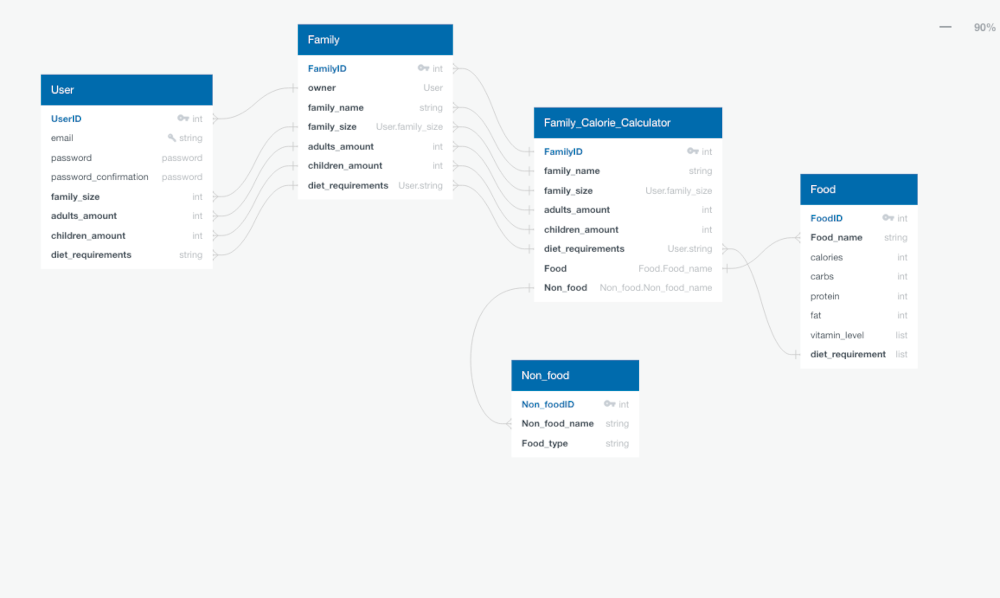 90%
Family
FamilyID int
owner User
family_name string
family_size User.family_size
adults_amount int
children_amount int
diet_requirements User.string
User
UserID int
email string
password password
password_confirmation password
family_size int
adults_amount int
children_amount int
diet_requirements string
Family_Calorie_Calculator
FamilyID int
family_name string
family_size User.family_size
adults_amount int
children_amount int
diet_requirements User.string
Food Food.Food_name
Non_food Non_food.Non_food_name
Food
FoodID int
Food_name string
calories int
carbs int
protein int
fat int
vitamin_level list
diet_requirement list
Non_food
Non_foodID int
Non_food_name string
Food_type string